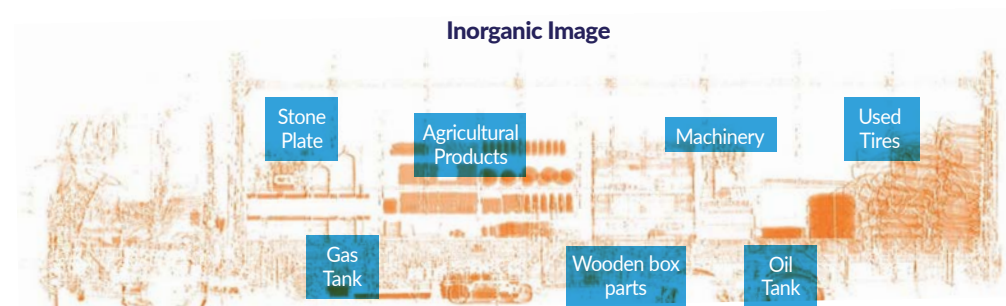 Inorganic Image
Stone
Plate
Agricultural
Products
Machinery
Used
Tires
Gas
Tank
Wooden box
parts
Oil
Tank